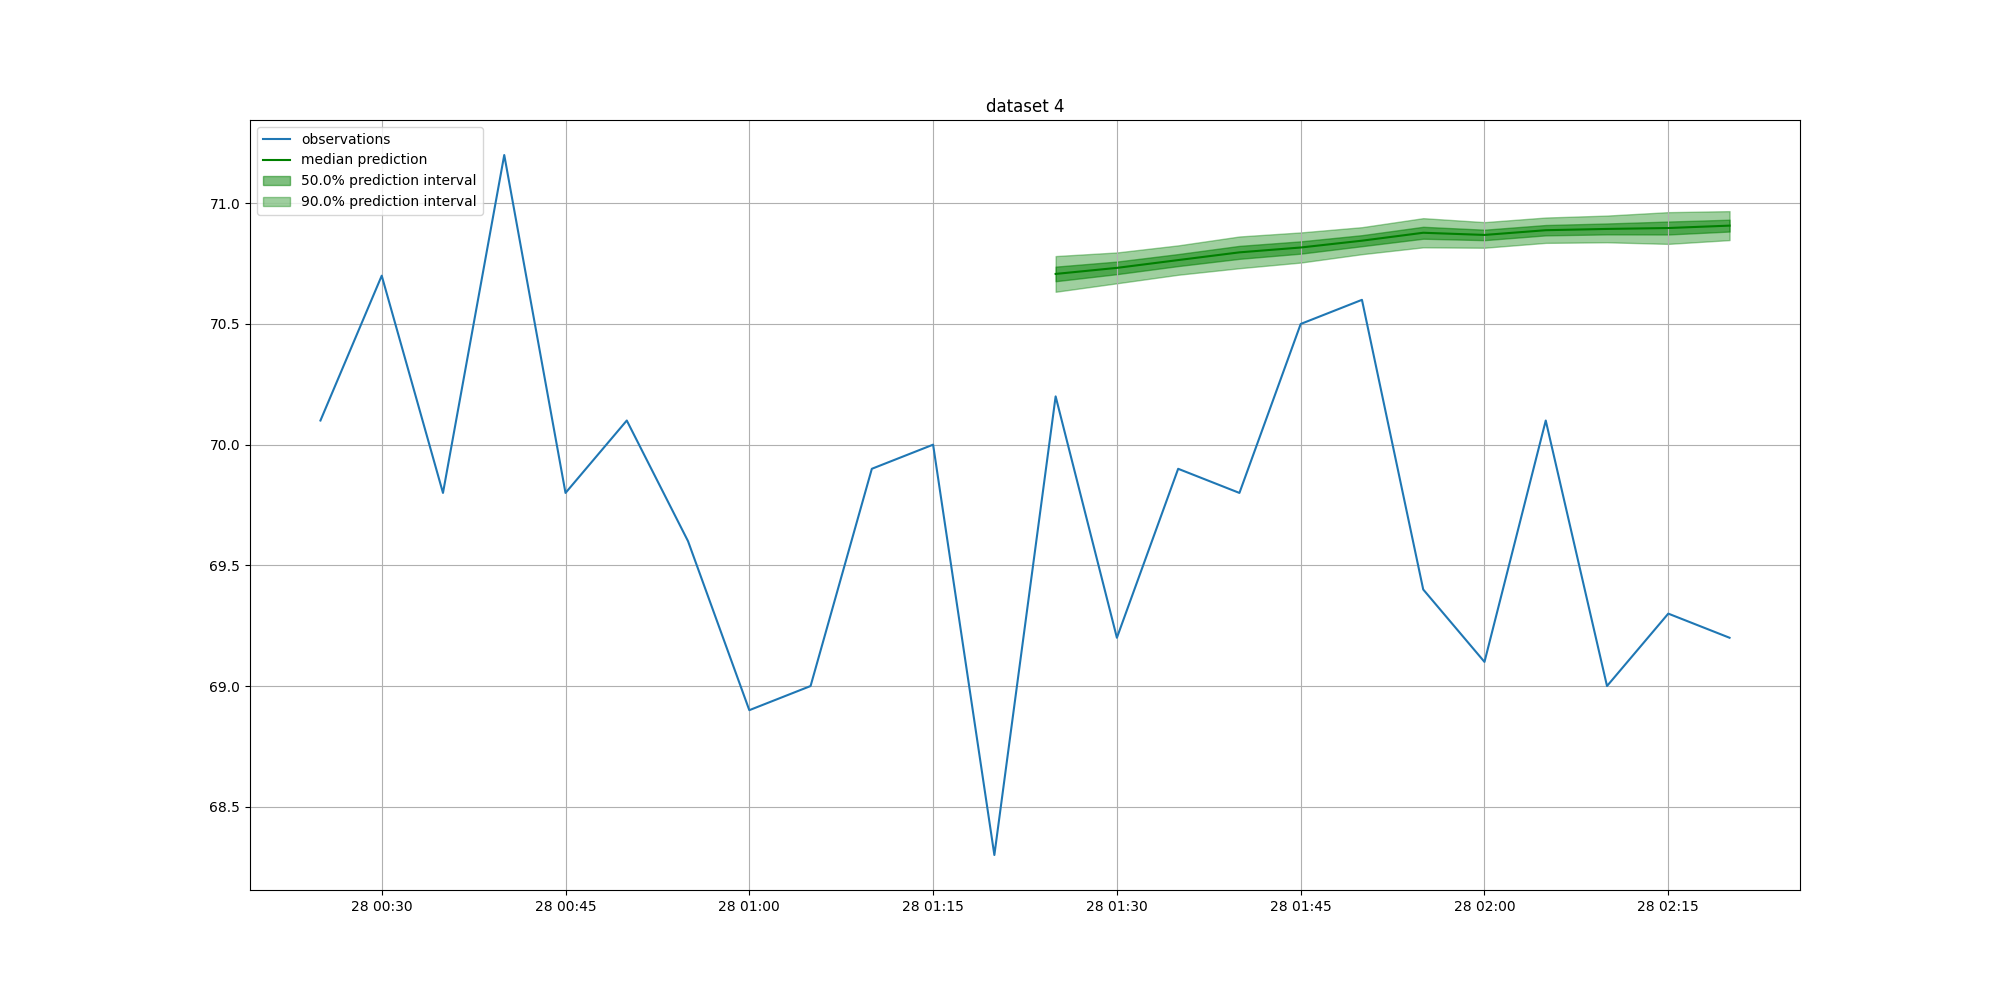 dataset 4
observations
median prediction
50.0% prediction interval
90.0% prediction interval
71.0
70.5
70.0
69.5
69.0
68.5
28 00:30 28 00:45 28 01:00 28 01:15 28 01:30 28 01:45 28 02:00 28 02:15